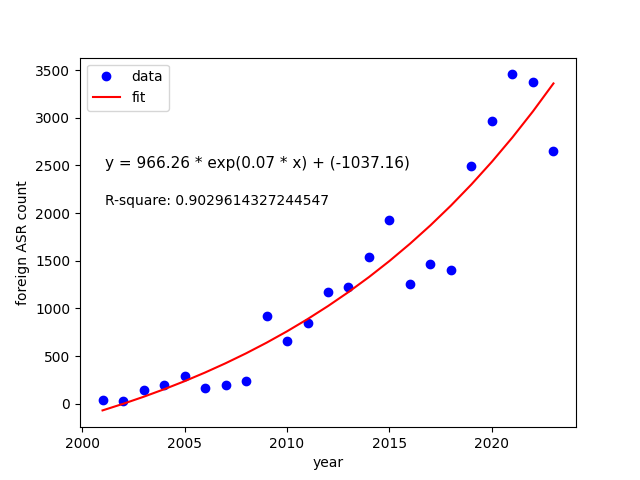 data
fit
y = 966.26 * exp(0.07 * x) + (-1037.16)
R-square: 0.9029614327244547
foreign ASR count
3500
3000
2500
2000
1500
1000
500
0
2000 2005 2010 2015 2020
year